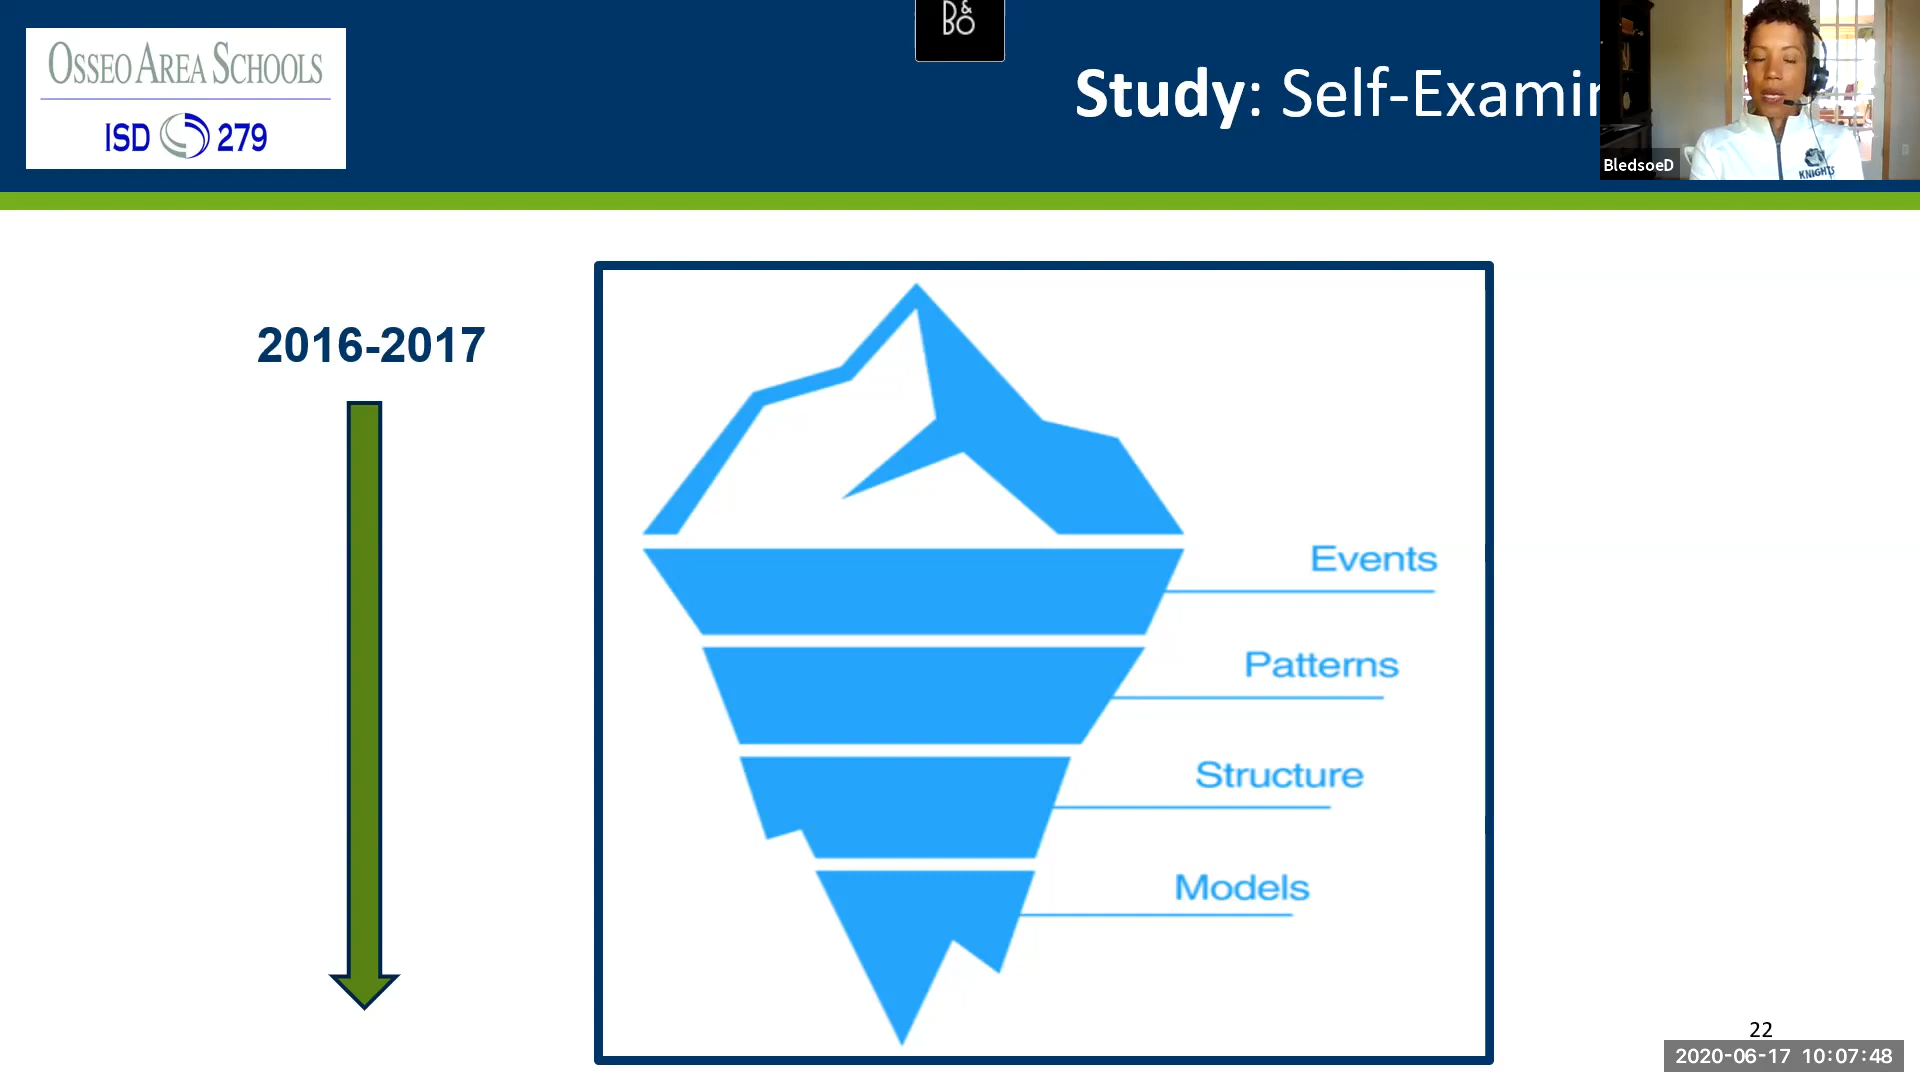 B&O
OSSEO AREA SCHOOLS
ISD 279
Study: Self-Examin
BledsoeD
KNIGHTS
2016-2017
Events
Patterns
Structure
Models
22
2020-06-17 10:07:48